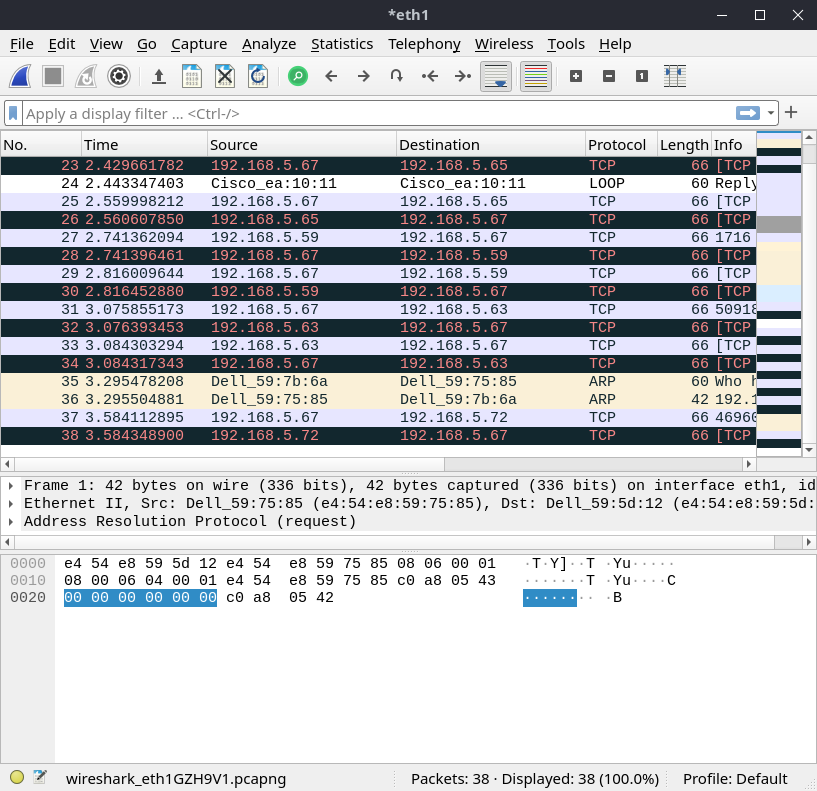 *eth1
File Edit View Go Capture Analyze Statistics Telephony Wireless Tools Help
Apply a display filter ... <Ctrl-/>
No. Time Source Destination Protocol Length Info
23 2.429661782 192.168.5.67 192.168.5.65 TCP 66 [TCP
24 2.443347403 Cisco_ea:10:11 Cisco_ea:10:11 LOOP 60 Reply
25 2.559998212 192.168.5.67 192.168.5.65 TCP 66 [TCP
26 2.560607850 192.168.5.65 192.168.5.67 TCP 66 [TCP
27 2.741362094 192.168.5.59 192.168.5.67 TCP 66 1716
28 2.741396461 192.168.5.67 192.168.5.59 TCP 66 [TCP
29 2.816009644 192.168.5.67 192.168.5.59 TCP 66 [TCP
30 2.816452880 192.168.5.59 192.168.5.67 TCP 66 [TCP
31 3.075855173 192.168.5.67 192.168.5.63 TCP 66 50918
32 3.076393453 192.168.5.63 192.168.5.67 TCP 66 [TCP
33 3.084303294 192.168.5.63 192.168.5.67 TCP 66 [TCP
34 3.084317343 192.168.5.67 192.168.5.63 TCP 66 [TCP
35 3.295478208 Dell_59:7b:6a Dell_59:75:85 ARP 60 Who h
36 3.295504881 Dell_59:75:85 Dell_59:7b:6a ARP 42 192.1
37 3.584112895 192.168.5.67 192.168.5.72 TCP 66 46960
38 3.584348900 192.168.5.72 192.168.5.67 TCP 66 [TCP
Frame 1: 42 bytes on wire (336 bits), 42 bytes captured (336 bits) on interface eth1, id
Ethernet II, Src: Dell_59:75:85 (e4:54:e8:59:75:85), Dst: Dell_59:5d:12 (e4:54:e8:59:5d:
Address Resolution Protocol (request)
0000 e4 54 e8 59 5d 12 e4 54 e8 59 75 85 08 06 00 01 ·T·Y]··T ·Yu·····
0010 08 00 06 04 00 01 e4 54 e8 59 75 85 c0 a8 05 43 ·······T ·Yu····C
0020 00 00 00 00 00 00 c0 a8 05 42 ········ ·B
wireshark_eth1GZH9V1.pcapng Packets: 38 · Displayed: 38 (100.0%) Profile: Default